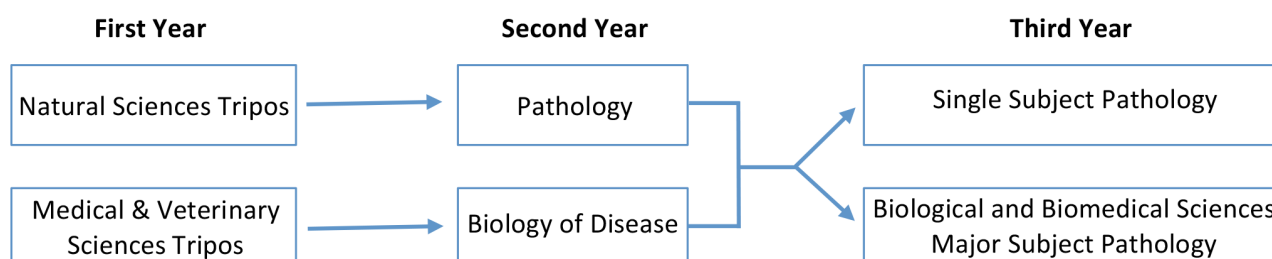 First Year
Second Year
Third Year
Natural Sciences Tripos
Pathology
Single Subject Pathology
Medical & Veterinary
Sciences Tripos
Biology of Disease
Biological and Biomedical Sciences
Major Subject Pathology